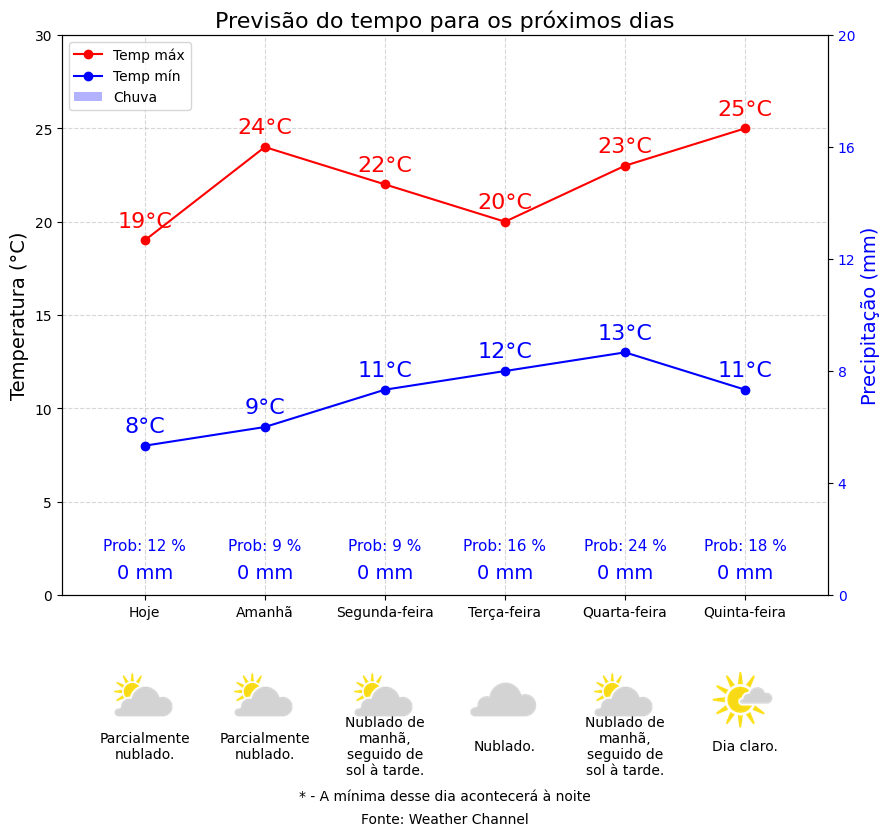 Previsão do tempo para os próximos dias
Temp máx
Temp mín
Chuva
30
25
20
15
10
5
0
Temperatura (°C)
20
16
12
8
4
0
Precipitação (mm)
19°C
24°C
22°C
20°C
23°C
25°C
8°C
9°C
11°C
12°C
13°C
11°C
Prob: 12 %
Prob: 9 %
Prob: 9 %
Prob: 16 %
Prob: 24 %
Prob: 18 %
0 mm
0 mm
0 mm
0 mm
0 mm
0 mm
Hoje
Amanhã
Segunda-feira
Terça-feira
Quarta-feira
Quinta-feira
Parcialmente
nublado.
Parcialmente
nublado.
Nublado de
manhã,
seguido de
sol à tarde.
Nublado.
Nublado de
manhã,
seguido de
sol à tarde.
Dia claro.
* - A mínima desse dia acontecerá à noite
Fonte: Weather Channel